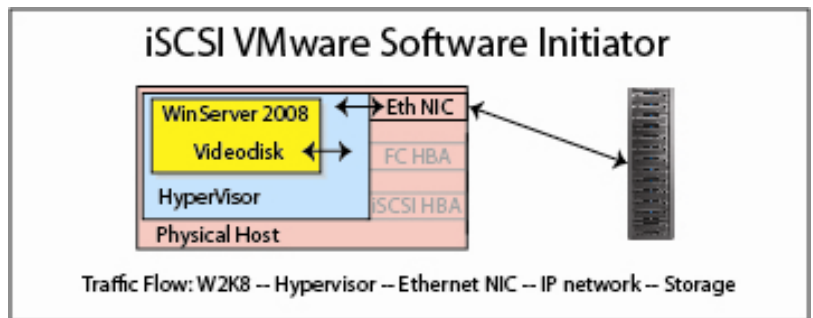 iSCSI VMware Software Initiator
WinServer 2008
Eth NIC
Videodisk
FC HBA
HyperVisor
iSCSI HBA
Physical Host
Traffic Flow: W2K8 -- Hypervisor -- Ethernet NIC -- IP network -- Storage